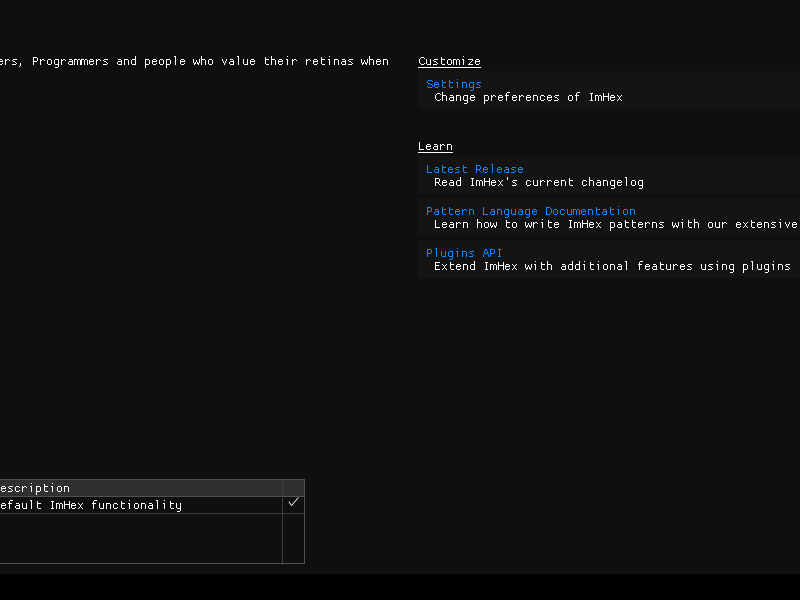 ers, Programmers and people who value their retinas when
Customize
Settings
Change preferences of ImHex
Learn
Latest Release
Read ImHex's current changelog
Pattern Language Documentation
Learn how to write ImHex patterns with our extensive
Plugins API
Extend ImHex with additional features using plugins
escription
efault ImHex functionality